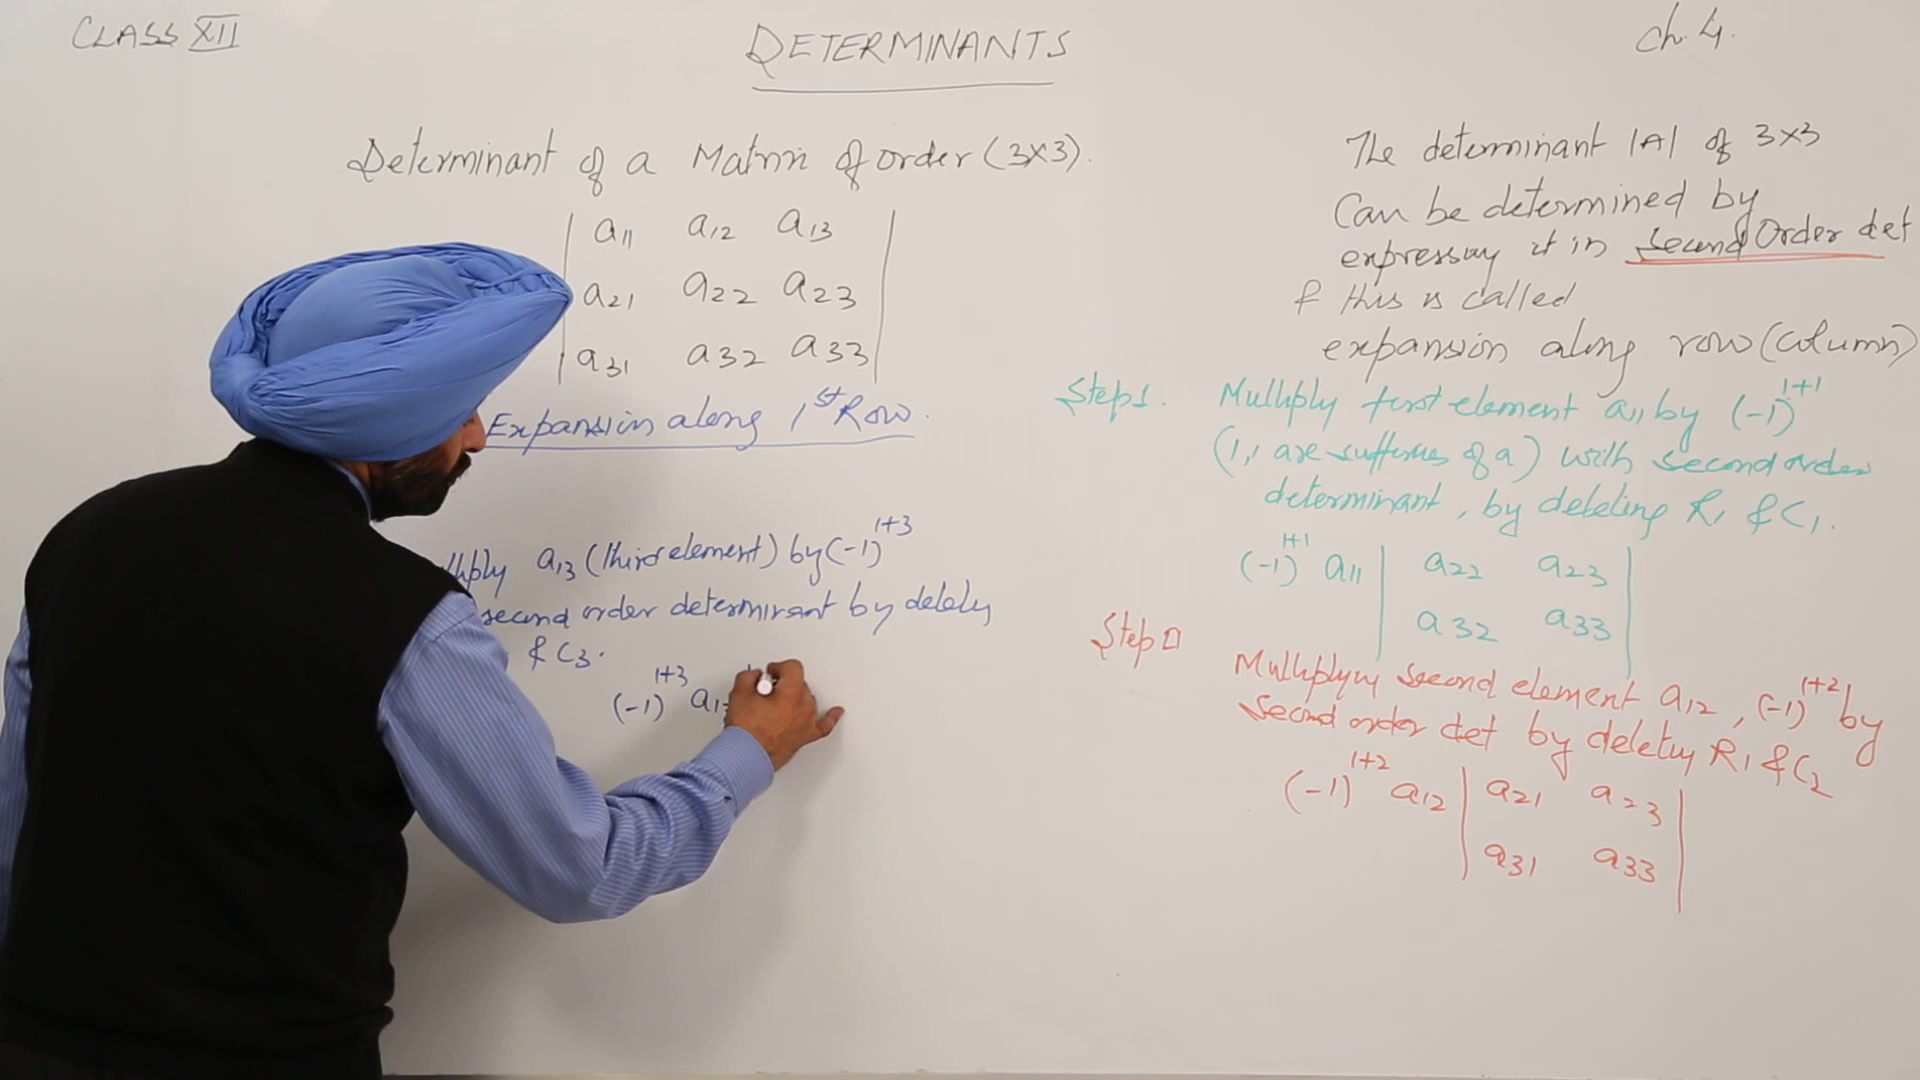 CLASS XII
DETERMINANTS
Ch. 4.
Determinant of a Matrix of order (3×3).
a11 a12 a13
a21 a22 a23
a31 a32 a33
Expansion along 1st Row.
a13 (third element) by (-1)1+3
second order determinant by
& C3.
(-1)1+3
The determinant |A| of 3×3
Can be determined by
it in Second Order det
& this is called
expansion along row (Column)
Step 1. Multiply first element a11 by (-1)1+1
(1,1 are suffixes of a) with second order
determinant, by deleting R1 & C1.
(-1)1+1 a11 | a22 a23
a32 a33 |
Step II
second element a12, (-1)1+2 by
Second order det by R1 & C2
(-1)1+2 a12 | a21 a23
a31 a33 |